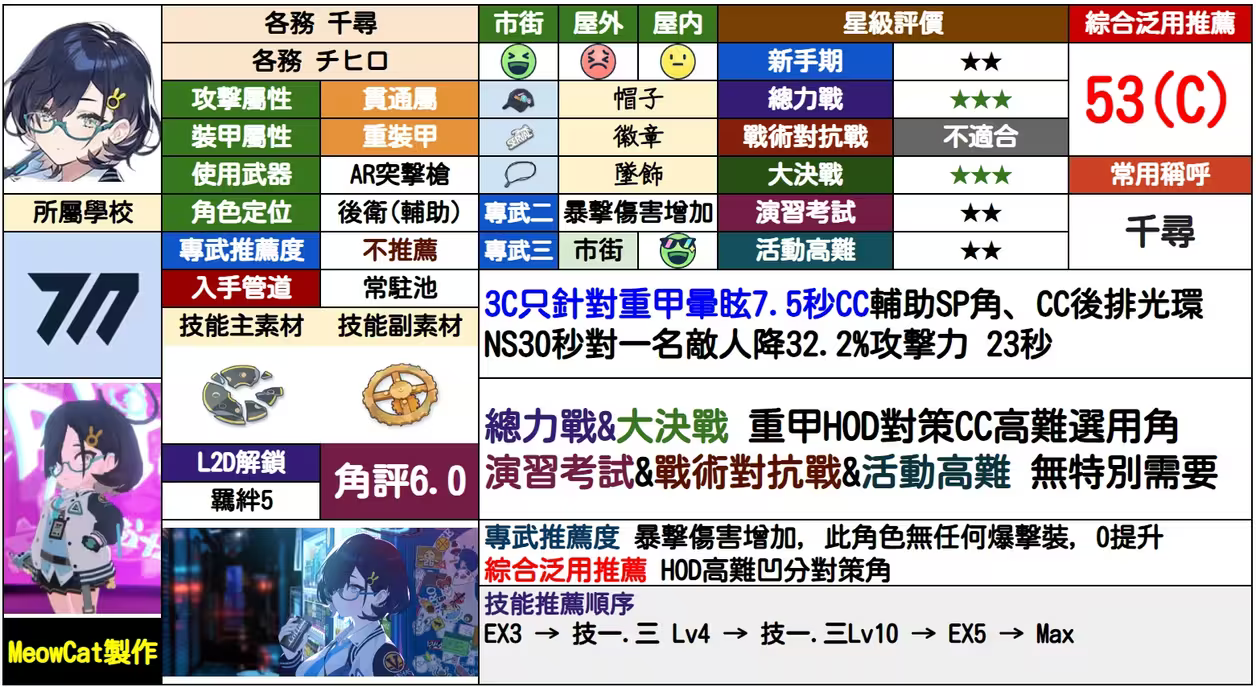 各務 千尋
各務 チヒロ
攻擊屬性 貫通屬
裝甲屬性 重裝甲
使用武器 AR突擊槍
所屬學校 角色定位 後衛(輔助)
專武推薦度 不推薦
入手管道 常駐池
技能主素材 技能副素材
L2D解鎖
羈絆5
角評6.0
MeowCat製作
市街 屋外 屋内
帽子
徽章
墜飾
專武二 暴擊傷害增加
專武三 市街
星級評價
新手期 ★★
總力戰 ★★★
戰術對抗戰 不適合
大決戰 ★★★
演習考試 ★★
活動高難 ★★
綜合泛用推薦
53(C)
常用稱呼
千尋
3C只針對重甲暈眩7.5秒CC輔助SP角、CC後排光環
NS30秒對一名敵人降32.2%攻擊力 23秒
總力戰&大決戰 重甲HOD對策CC高難選用角
演習考試&戰術對抗戰&活動高難 無特別需要
專武推薦度 暴擊傷害增加, 此角色無任何爆擊裝, 0提升
綜合泛用推薦 HOD高難凹分對策角
技能推薦順序
EX3 → 技一.三 Lv4 → 技一.三Lv10 → EX5 → Max